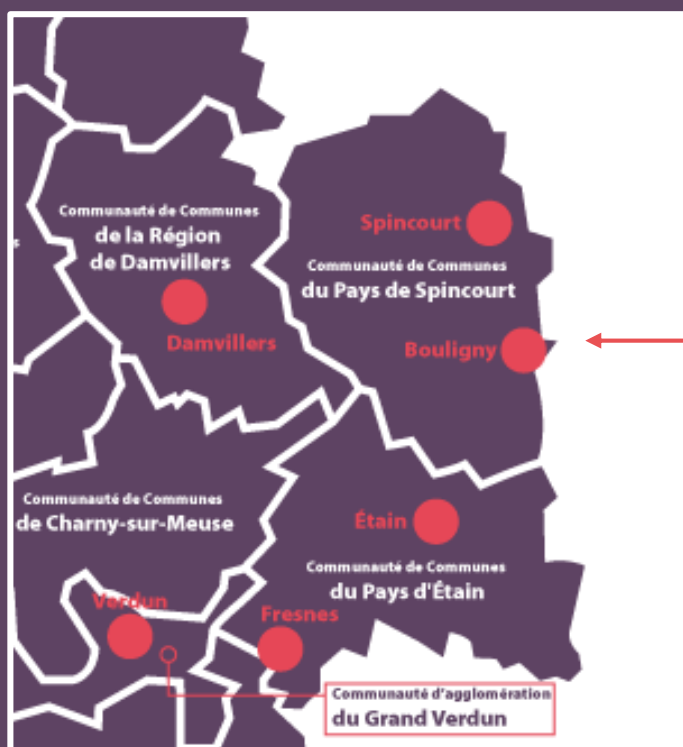 Communauté de Communes
de la Région
de Damvillers
Damvillers
Spincourt
Communauté de Communes
du Pays de Spincourt
Bouligny
Communauté de Communes
de Charny-sur-Meuse
Étain
Communauté de Communes
du Pays d'Étain
Verdun
Fresnes
Communauté d'agglomération
du Grand Verdun